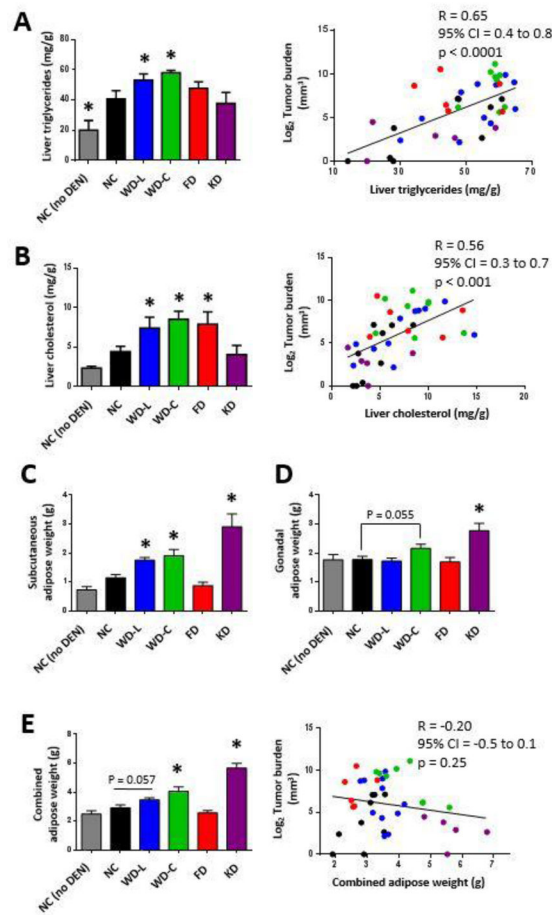 A
Liver triglycerides (mg/g)
80
60
40
20
0
*
*
*
NC (no DEN)
NC
WD-L
WD-C
FD
KD
R = 0.65
95% CI = 0.4 to 0.8
p < 0.0001
Log₂ Tumor burden
(mm³)
15
10
5
0
10
30
50
70
Liver triglycerides (mg/g)
B
Liver cholesterol (mg/g)
15
10
5
0
*
*
*
NC (no DEN)
NC
WD-L
WD-C
FD
KD
R = 0.56
95% CI = 0.3 to 0.7
p < 0.001
Log₂ Tumor burden
(mm³)
15
10
5
0
0
5
10
15
20
Liver cholesterol (mg/g)
C
Subcutaneous
adipose weight (g)
4
3
2
1
0
*
*
*
NC (no DEN)
NC
WD-L
WD-C
FD
KD
D
Gonadal
adipose weight (g)
4
3
2
1
0
P = 0.055
*
NC (no DEN)
NC
WD-L
WD-C
FD
KD
E
Combined
adipose weight (g)
8
6
4
2
0
P = 0.057
*
*
NC (no DEN)
NC
WD-L
WD-C
FD
KD
R = -0.20
95% CI = -0.5 to 0.1
p = 0.25
Log₂ Tumor burden
(mm³)
15
10
5
0
2
3
4
5
6
7
Combined adipose weight (g)